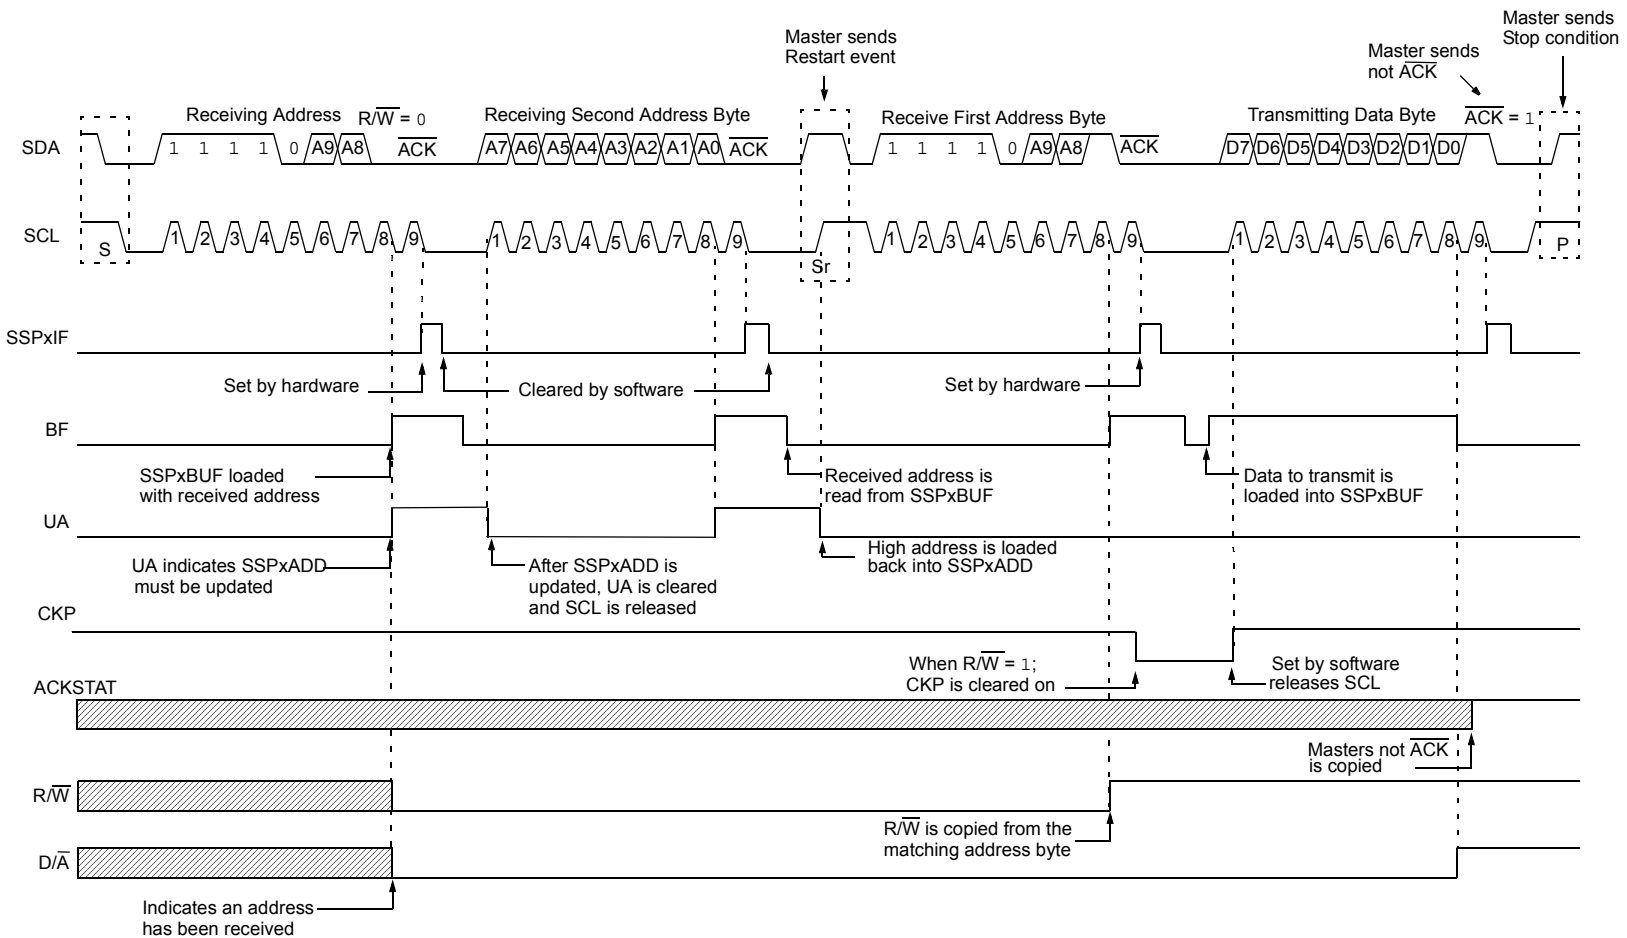 Master sends
Stop condition
Master sends
Restart event
Master sends
not ACK
Receiving Address R/W = 0
Receiving Second Address Byte
Receive First Address Byte
Transmitting Data Byte
ACK = 1
SDA
1 1 1 1 0 A9 A8 ACK
A7 A6 A5 A4 A3 A2 A1 A0 ACK
1 1 1 1 0 A9 A8 ACK
D7 D6 D5 D4 D3 D2 D1 D0
SCL
S
1 2 3 4 5 6 7 8 9
1 2 3 4 5 6 7 8 9
Sr
1 2 3 4 5 6 7 8 9
1 2 3 4 5 6 7 8 9
P
SSPxIF
Set by hardware
Cleared by software
Set by hardware
BF
SSPxBUF loaded
with received address
Received address is
read from SSPxBUF
Data to transmit is
loaded into SSPxBUF
UA
UA indicates SSPxADD
must be updated
After SSPxADD is
updated, UA is cleared
and SCL is released
High address is loaded
back into SSPxADD
CKP
When R/W = 1;
CKP is cleared on
Set by software
releases SCL
ACKSTAT
Masters not ACK
is copied
R/W
R/W is copied from the
matching address byte
D/A
Indicates an address
has been received